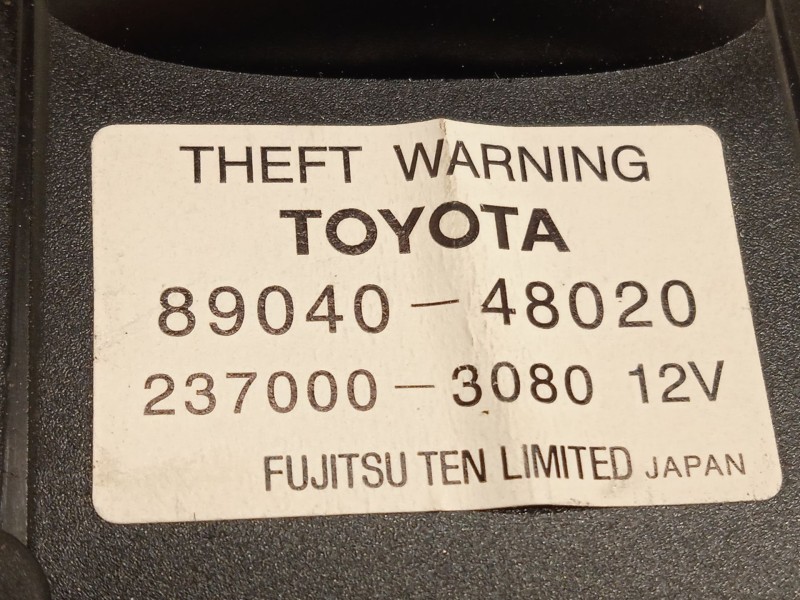 THEFT WARNING
TOYOTA
89040-48020
237000-3080 12V
FUJITSU TEN LIMITED JAPAN